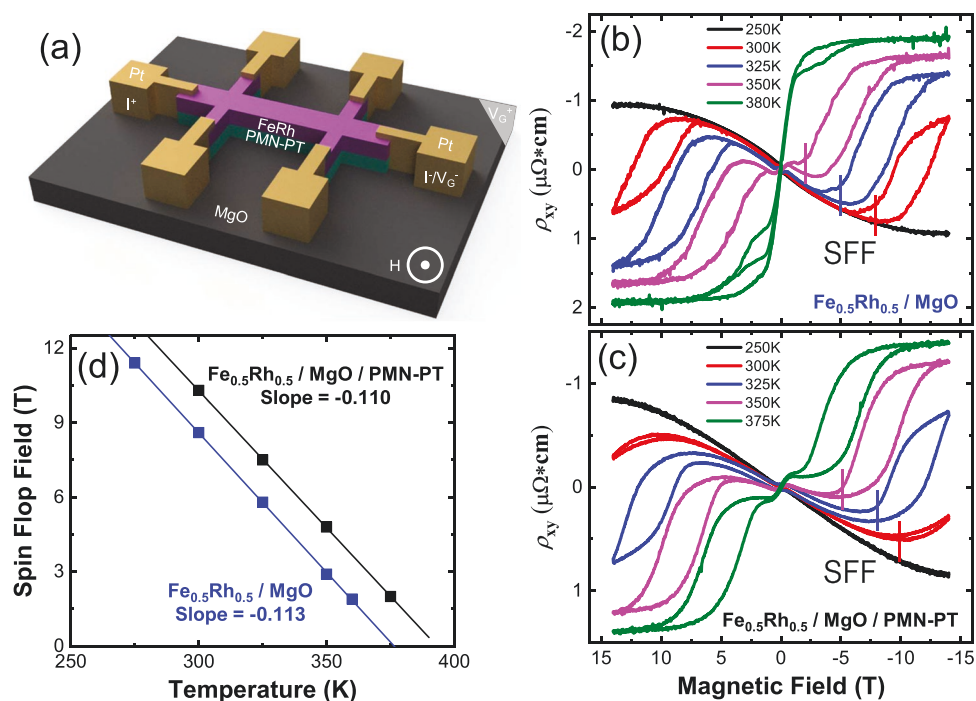 (a)
Pt
I⁺
FeRh
PMN-PT
V_G⁺
Pt
I⁻/V_G⁻
MgO
H
(b)
-2
-1
0
1
2
ρ_xy (μΩ*cm)
250K
300K
325K
350K
380K
SFF
Fe₀.₅Rh₀.₅ / MgO
(c)
-1
0
1
ρ_xy (μΩ*cm)
250K
300K
325K
350K
375K
SFF
Fe₀.₅Rh₀.₅ / MgO / PMN-PT
15 10 5 0 -5 -10 -15
Magnetic Field (T)
(d)
12
9
6
3
0
Spin Flop Field (T)
Fe₀.₅Rh₀.₅ / MgO / PMN-PT
Slope = -0.110
Fe₀.₅Rh₀.₅ / MgO
Slope = -0.113
250 300 350 400
Temperature (K)